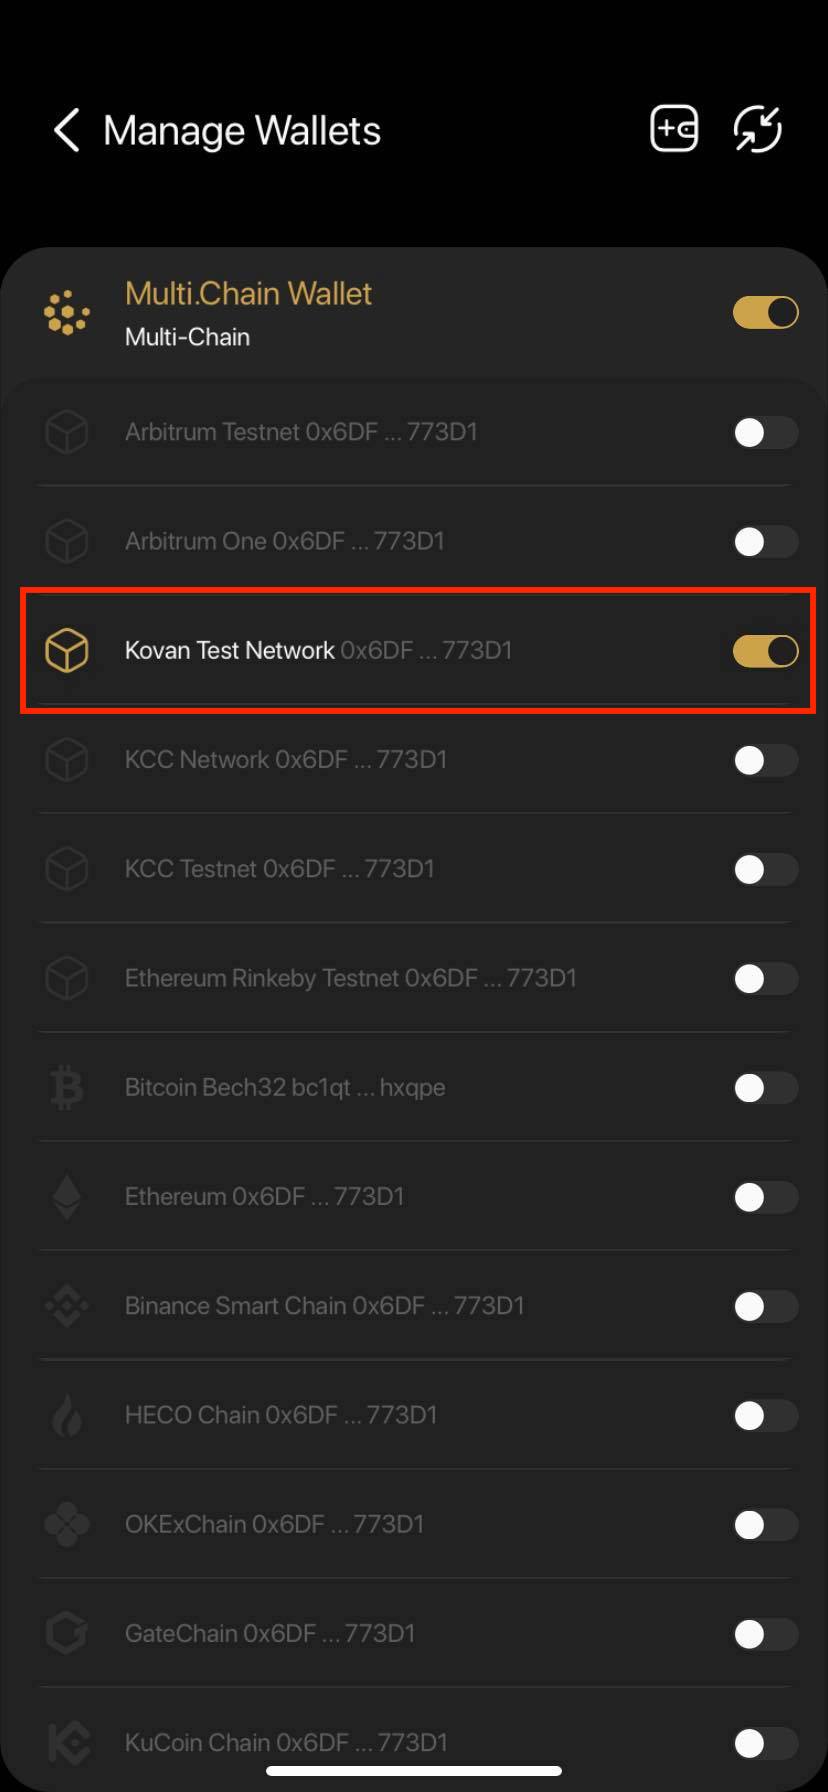 Manage Wallets
Multi.Chain Wallet
Multi-Chain
Arbitrum Testnet 0x6DF ... 773D1
Arbitrum One 0x6DF ... 773D1
Kovan Test Network 0x6DF ... 773D1
KCC Network 0x6DF ... 773D1
KCC Testnet 0x6DF ... 773D1
Ethereum Rinkeby Testnet 0x6DF ... 773D1
Bitcoin Bech32 bc1qt ... hxqpe
Ethereum 0x6DF ... 773D1
Binance Smart Chain 0x6DF ... 773D1
HECO Chain 0x6DF ... 773D1
OKExChain 0x6DF ... 773D1
GateChain 0x6DF ... 773D1
KuCoin Chain 0x6DF ... 773D1